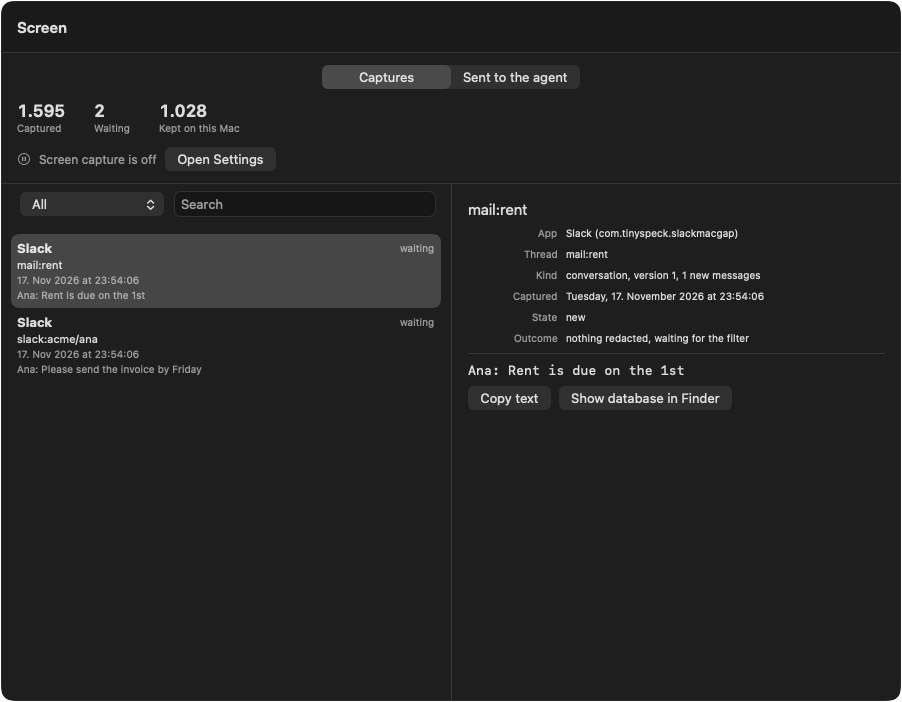 Screen
Captures Sent to the agent
1.595 2 1.028
Captured Waiting Kept on this Mac
Screen capture is off Open Settings
All Search
Slack waiting
mail:rent
17. Nov 2026 at 23:54:06
Ana: Rent is due on the 1st
Slack waiting
slack:acme/ana
17. Nov 2026 at 23:54:06
Ana: Please send the invoice by Friday
mail:rent
App Slack (com.tinyspeck.slackmacgap)
Thread mail:rent
Kind conversation, version 1, 1 new messages
Captured Tuesday, 17. November 2026 at 23:54:06
State new
Outcome nothing redacted, waiting for the filter
Ana: Rent is due on the 1st
Copy text Show database in Finder